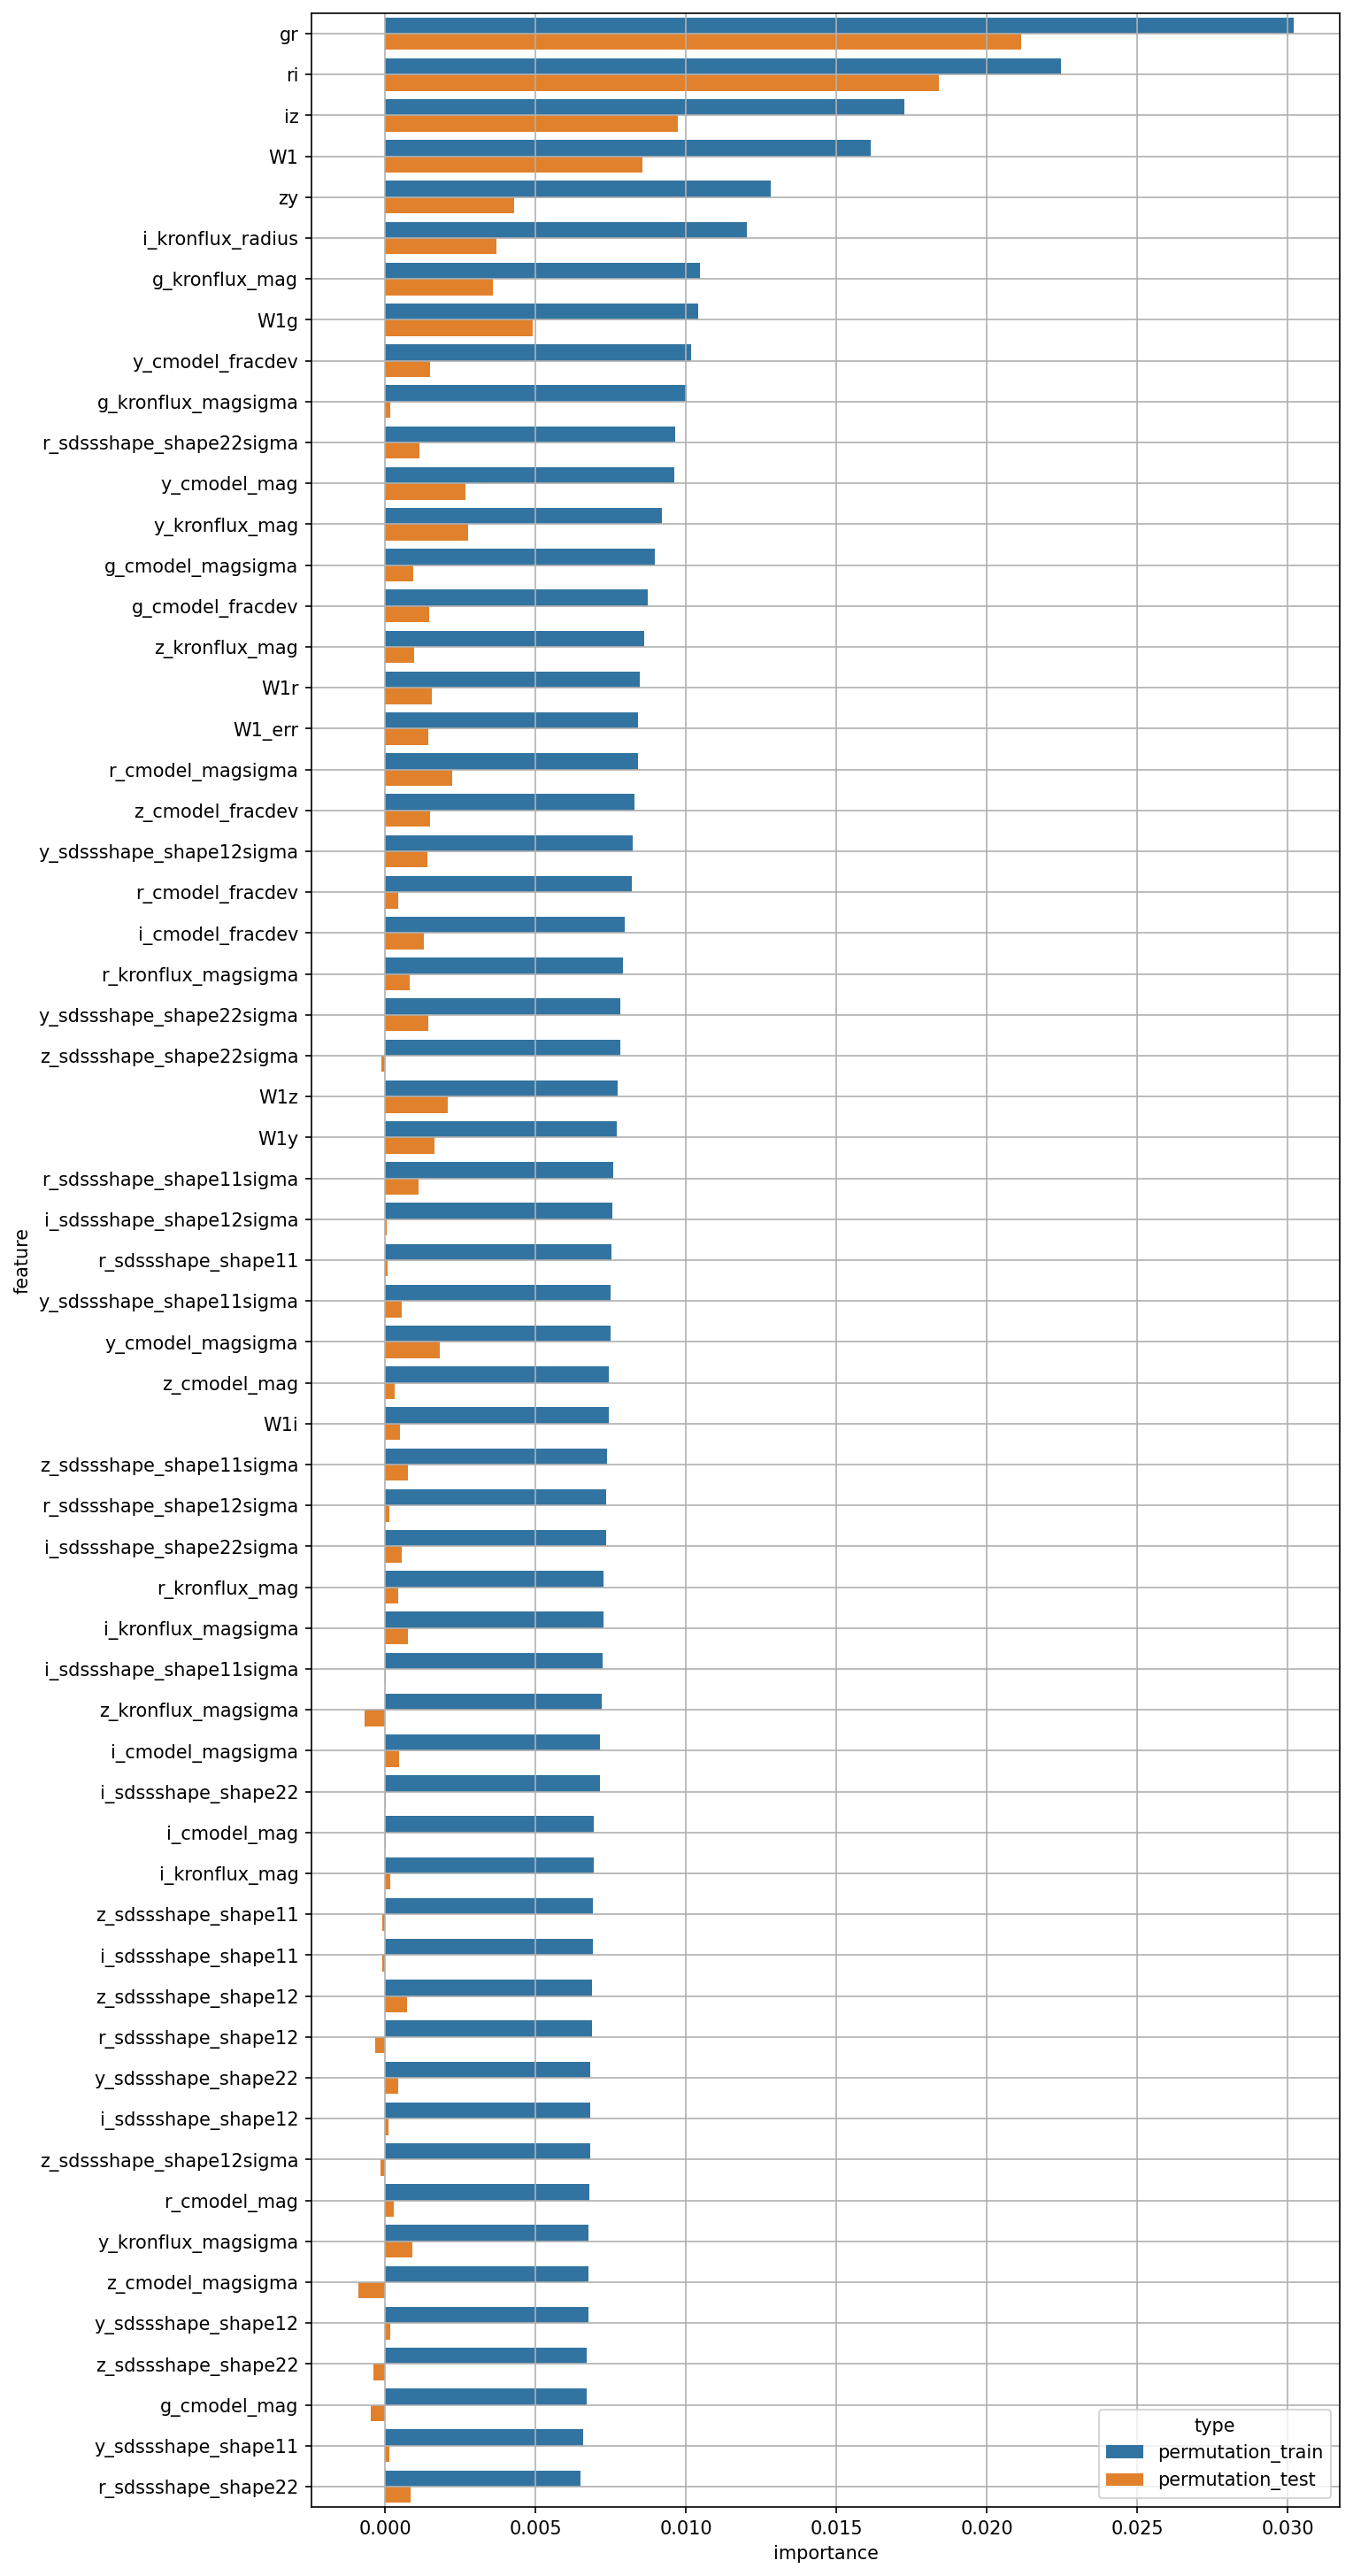 gr
ri
iz
W1
zy
i_kronflux_radius
g_kronflux_mag
W1g
y_cmodel_fracdev
g_kronflux_magsigma
r_sdssshape_shape22sigma
y_cmodel_mag
y_kronflux_mag
g_cmodel_magsigma
g_cmodel_fracdev
z_kronflux_mag
W1r
W1_err
r_cmodel_magsigma
z_cmodel_fracdev
y_sdssshape_shape12sigma
r_cmodel_fracdev
i_cmodel_fracdev
r_kronflux_magsigma
y_sdssshape_shape22sigma
z_sdssshape_shape22sigma
W1z
W1y
r_sdssshape_shape11sigma
i_sdssshape_shape12sigma
r_sdssshape_shape11
y_sdssshape_shape11sigma
y_cmodel_magsigma
z_cmodel_mag
W1i
z_sdssshape_shape11sigma
r_sdssshape_shape12sigma
i_sdssshape_shape22sigma
r_kronflux_mag
i_kronflux_magsigma
i_sdssshape_shape11sigma
z_kronflux_magsigma
i_cmodel_magsigma
i_sdssshape_shape22
i_cmodel_mag
i_kronflux_mag
z_sdssshape_shape11
i_sdssshape_shape11
z_sdssshape_shape12
r_sdssshape_shape12
y_sdssshape_shape22
i_sdssshape_shape12
z_sdssshape_shape12sigma
r_cmodel_mag
y_kronflux_magsigma
z_cmodel_magsigma
y_sdssshape_shape12
z_sdssshape_shape22
g_cmodel_mag
y_sdssshape_shape11
r_sdssshape_shape22
feature
type
permutation_train
permutation_test
0.000 0.005 0.010 0.015 0.020 0.025 0.030
importance